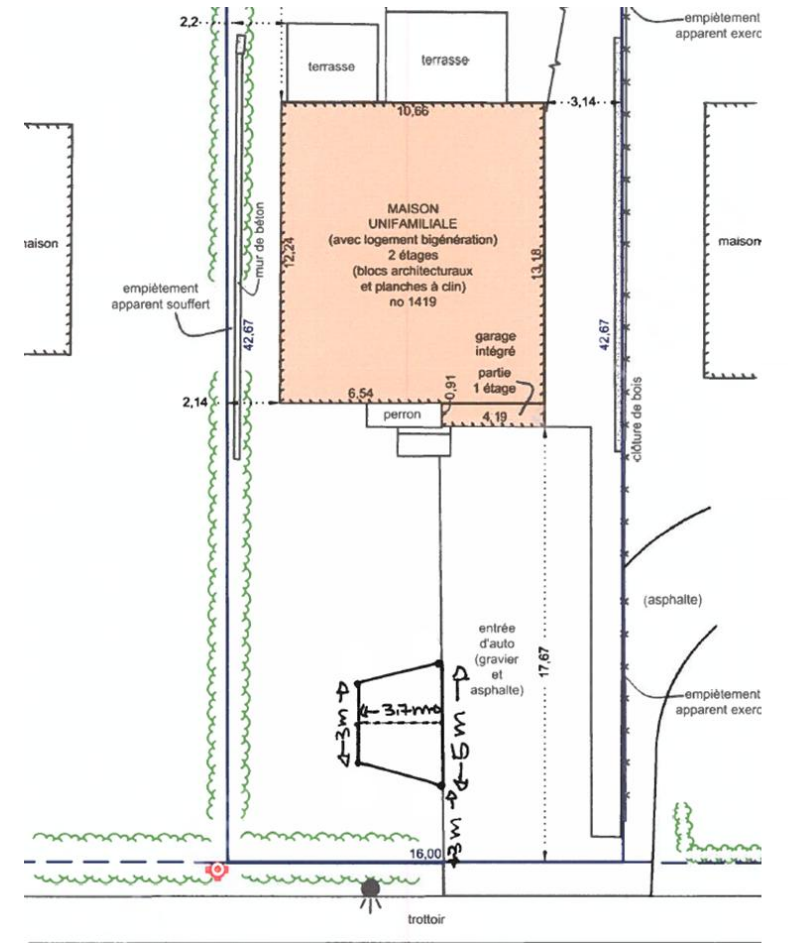 2,2
empiètement
apparent exerc
terrasse
terrasse
3,14
10,66
MAISON
UNIFAMILIALE
(avec logement bigénération)
2 étages
(blocs architecturaux
et planches à clin)
no 1419
12,24
13,18
mur de béton
aison
maison
empiètement
apparent souffert
42,67
42,67
garage
intégré
partie
1 étage
2,14
6,54
0,91
perron
4,19
clôture de bois
entrée
d'auto
(gravier
et
asphalte)
17,67
(asphalte)
3m
3.7m
5m
3m
empiètement
apparent exerc
16,00
trottoir